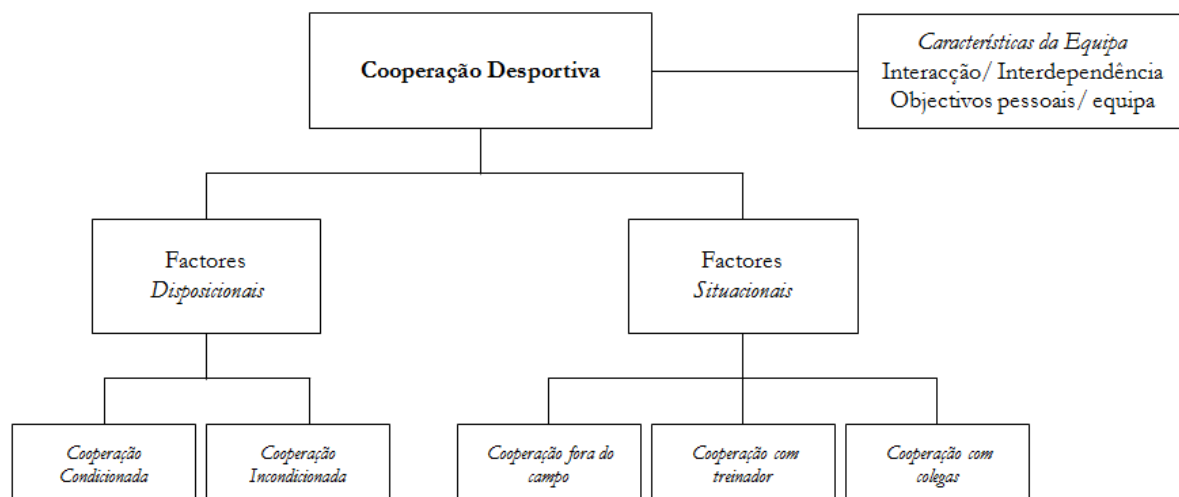 Cooperação Desportiva
Características da Equipa
Interacção/ Interdependência
Objectivos pessoais/ equipa
Factores
Disposicionais
Factores
Situacionais
Cooperação
Condicionada
Cooperação
Incondicionada
Cooperação fora do
campo
Cooperação com
treinador
Cooperação com
colegas